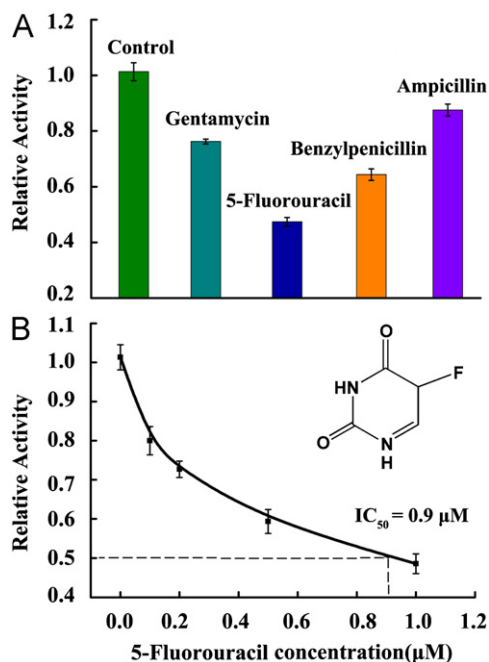 A
Relative Activity
1.2
1.0
0.8
0.6
0.4
0.2
Control
Gentamycin
5-Fluorouracil
Benzylpenicillin
Ampicillin
B
Relative Activity
1.1
1.0
0.9
0.8
0.7
0.6
0.5
0.4
O
F
HN
O
N
H
IC₅₀ = 0.9 μM
0.0 0.2 0.4 0.6 0.8 1.0 1.2
5-Fluorouracil concentration(μM)